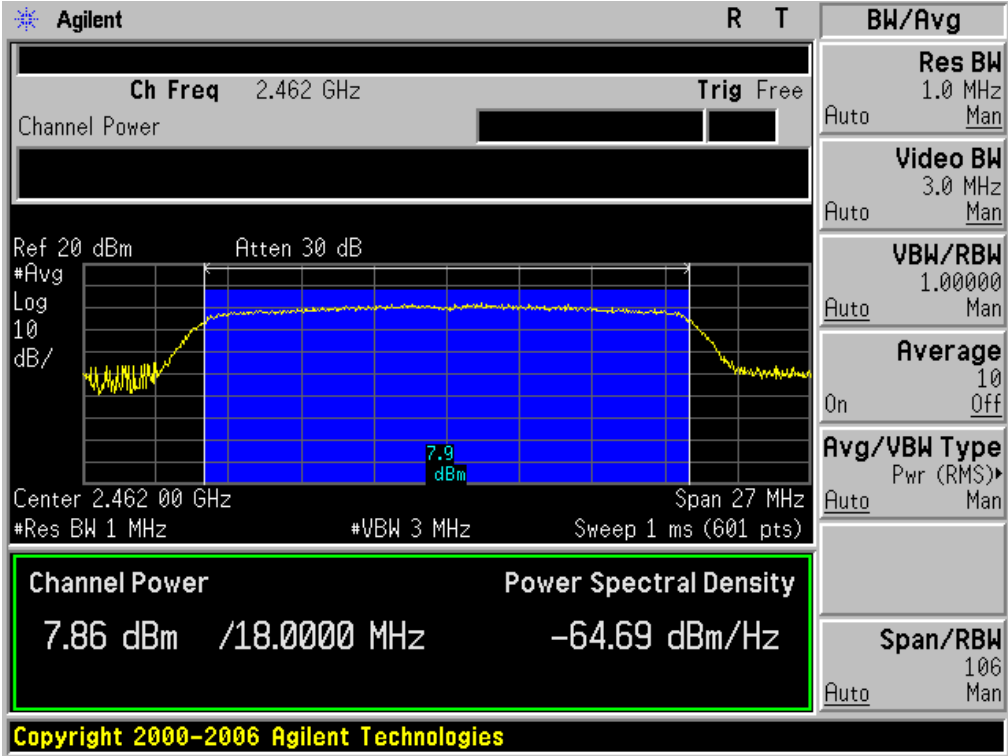 Agilent R T
Ch Freq 2.462 GHz Trig Free
Channel Power
Ref 20 dBm Atten 30 dB
#Avg
Log
10
dB/
7.9
dBm
Center 2.462 00 GHz Span 27 MHz
#Res BW 1 MHz #VBW 3 MHz Sweep 1 ms (601 pts)
Channel Power Power Spectral Density
7.86 dBm /18.0000 MHz -64.69 dBm/Hz
Copyright 2000-2006 Agilent Technologies
BW/Avg
Res BW
1.0 MHz
Auto Man
Video BW
3.0 MHz
Auto Man
VBW/RBW
1.00000
Auto Man
Average
10
On Off
Avg/VBW Type
Pwr (RMS)▸
Auto Man
Span/RBW
106
Auto Man